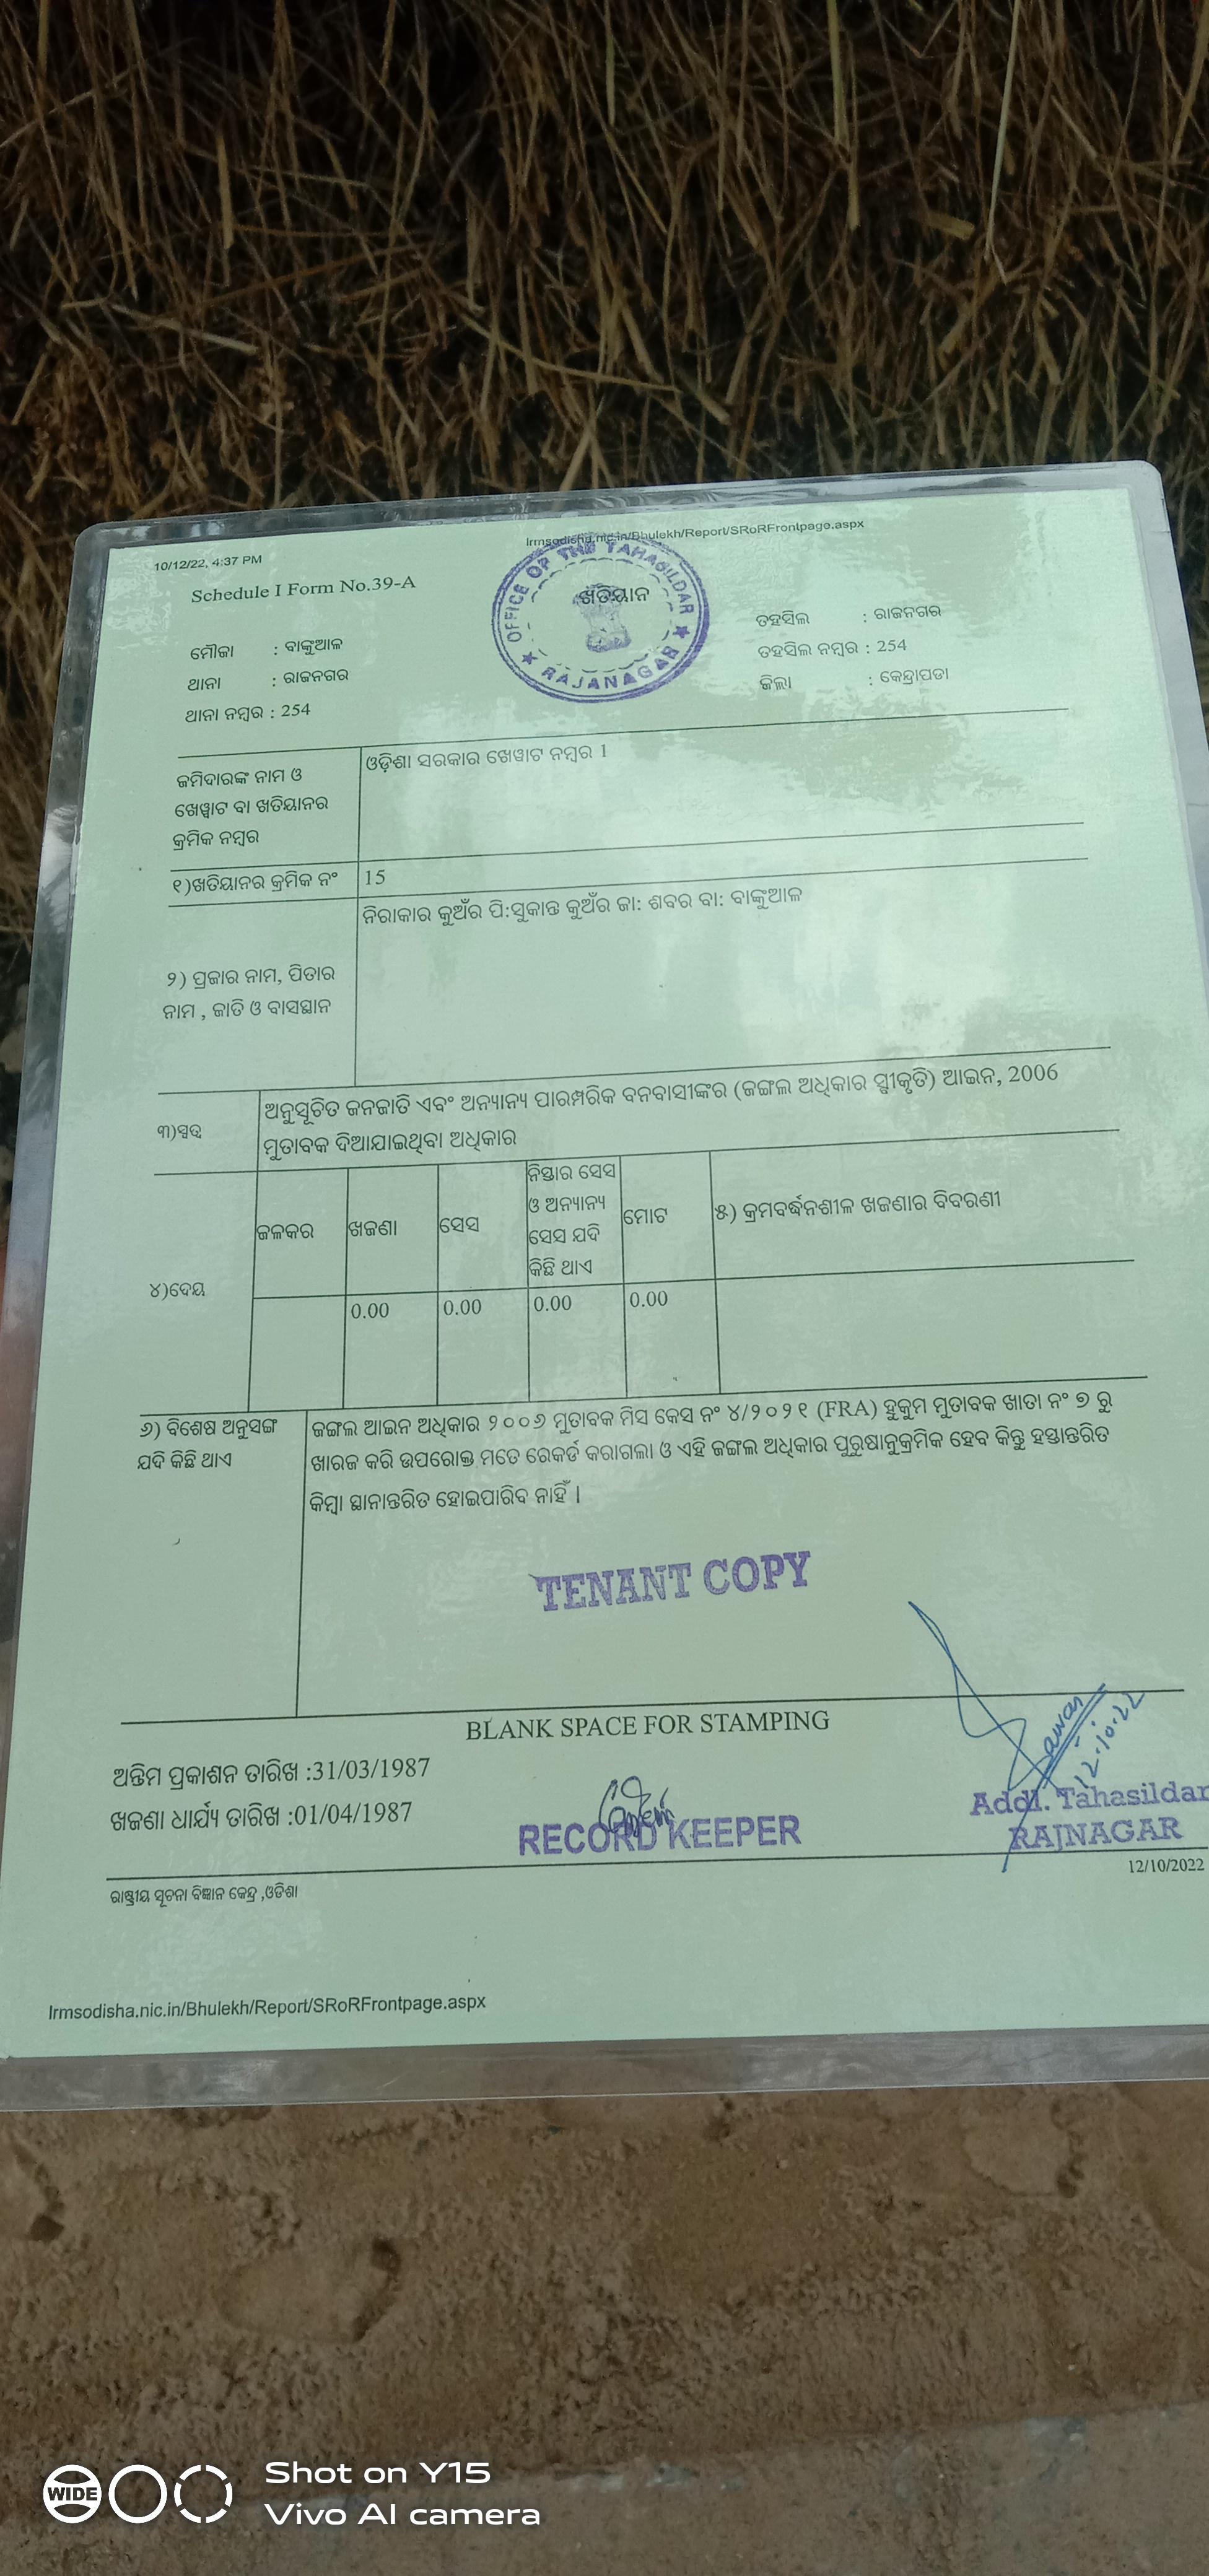 10/12/22, 4:37 PM
lrmsodisha.nic.in/Bhulekh/Report/SRoRFrontpage.aspx
Schedule I Form No.39-A
OFFICE OF THE TAHASILDAR
RAJANAGAR
ଖତିୟାନ
ମୌଜା : ବାଙ୍କୁଆଳ
ଥାନା : ରାଜନଗର
ଥାନା ନମ୍ବର : 254
ତହସିଲ : ରାଜନଗର
ତହସିଲ ନମ୍ବର : 254
ଜିଲା : କେନ୍ଦ୍ରାପଡା
ଜମିଦାରଙ୍କ ନାମ ଓ
ଖେୱାଟ ବା ଖତିୟାନର
କ୍ରମିକ ନମ୍ବର
ଓଡ଼ିଶା ସରକାର ଖେୱାଟ ନମ୍ବର 1
୧)ଖତିୟାନର କ୍ରମିକ ନଂ
15
୨) ପ୍ରଜାର ନାମ, ପିତାର
ନାମ , ଜାତି ଓ ବାସସ୍ଥାନ
ନିରାକାର କୁଅଁର ପି:ସୁକାନ୍ତ କୁଅଁର ଜା: ଶବର ବା: ବାଙ୍କୁଆଳ
୩)ସ୍ଵତ୍ଵ
ଅନୁସୂଚିତ ଜନଜାତି ଏବଂ ଅନ୍ୟାନ୍ୟ ପାରମ୍ପରିକ ବନବାସୀଙ୍କର (ଜଙ୍ଗଲ ଅଧିକାର ସ୍ବୀକୃତି) ଆଇନ, 2006
ମୁତାବକ ଦିଆଯାଇଥିବା ଅଧିକାର
୪)ଦେୟ
ଜଳକର
ଖଜଣା
ସେସ
ନିସ୍ତାର ସେସ
ଓ ଅନ୍ୟାନ୍ୟ
ସେସ ଯଦି
କିଛି ଥାଏ
ମୋଟ
୫) କ୍ରମବର୍ଦ୍ଧନଶୀଳ ଖଜଣାର ବିବରଣୀ
0.00 0.00 0.00 0.00
୬) ବିଶେଷ ଅନୁସଙ୍ଗ
ଯଦି କିଛି ଥାଏ
ଜଙ୍ଗଲ ଆଇନ ଅଧିକାର ୨୦୦୬ ମୁତାବକ ମିସ କେସ ନଂ ୪/୨୦୨୧ (FRA) ହୁକୁମ ମୁତାବକ ଖାତା ନଂ ୭ ରୁ
ଖାରଜ କରି ଉପରୋକ୍ତ ମତେ ରେକର୍ଡ କରାଗଲା ଓ ଏହି ଜଙ୍ଗଲ ଅଧିକାର ପୁରୁଷାନୁକ୍ରମିକ ହେବ କିନ୍ତୁ ହସ୍ତାନ୍ତରିତ
କିମ୍ବା ସ୍ଥାନାନ୍ତରିତ ହୋଇପାରିବ ନାହିଁ ।
TENANT COPY
BLANK SPACE FOR STAMPING
ଅନ୍ତିମ ପ୍ରକାଶନ ତାରିଖ :31/03/1987
ଖଜଣା ଧାର୍ଯ୍ୟ ତାରିଖ :01/04/1987
RECORD KEEPER
12.10.22
Addl. Tahasildar
RAJNAGAR
12/10/2022
ରାଷ୍ଟ୍ରୀୟ ସୂଚନା ବିଜ୍ଞାନ କେନ୍ଦ୍ର ,ଓଡିଶା
lrmsodisha.nic.in/Bhulekh/Report/SRoRFrontpage.aspx
WIDE
Shot on Y15
Vivo AI camera